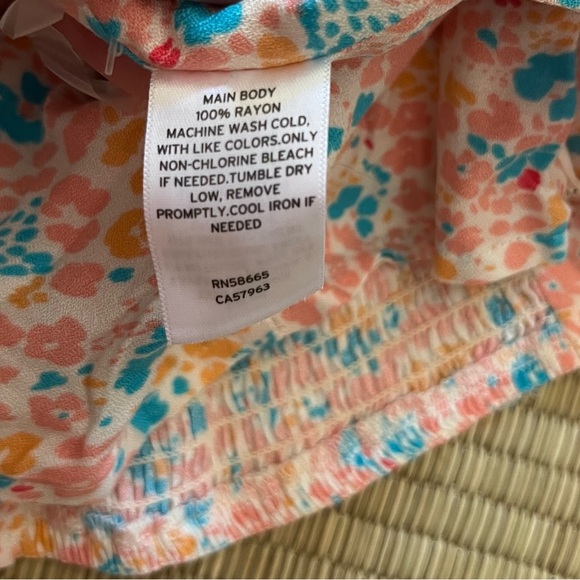 MAIN BODY
100% RAYON
MACHINE WASH COLD,
WITH LIKE COLORS.ONLY
NON-CHLORINE BLEACH
IF NEEDED.TUMBLE DRY
LOW, REMOVE
PROMPTLY.COOL IRON IF
NEEDED
RN58665
CA57963